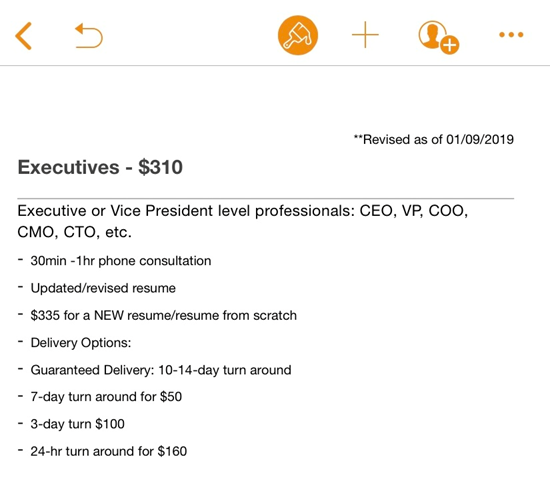 **Revised as of 01/09/2019
Executives - $310
Executive or Vice President level professionals: CEO, VP, COO,
CMO, CTO, etc.
- 30min -1hr phone consultation
- Updated/revised resume
- $335 for a NEW resume/resume from scratch
- Delivery Options:
- Guaranteed Delivery: 10-14-day turn around
- 7-day turn around for $50
- 3-day turn $100
- 24-hr turn around for $160